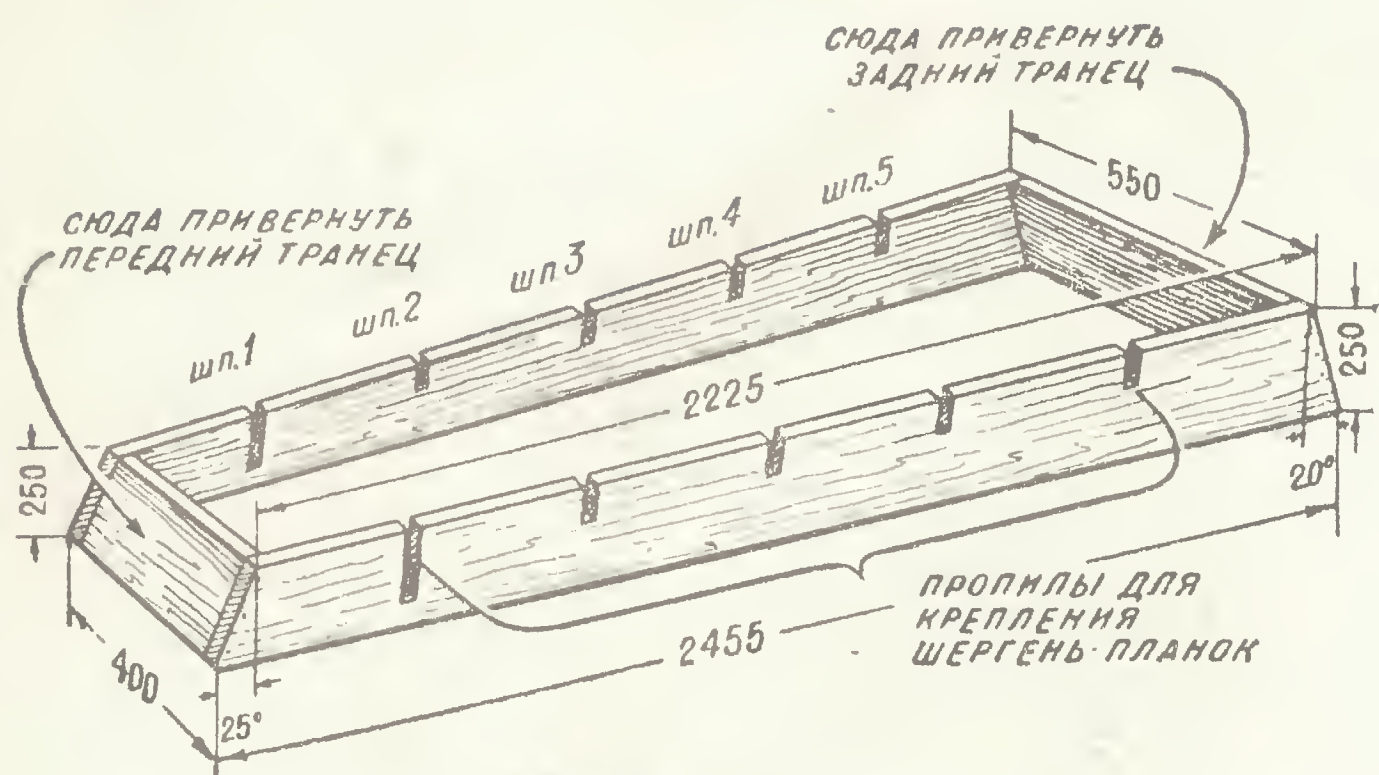 СЮДА ПРИВЕРНУТЬ
ЗАДНИЙ ТРАНЕЦ
550
шп.5
шп.4
шп.3
шп.2
шп.1
СЮДА ПРИВЕРНУТЬ
ПЕРЕДНИЙ ТРАНЕЦ
250
2225
250
20°
400
25°
2455
ПРОПИЛЫ ДЛЯ
КРЕПЛЕНИЯ
ШЕРГЕНЬ-ПЛАНОК